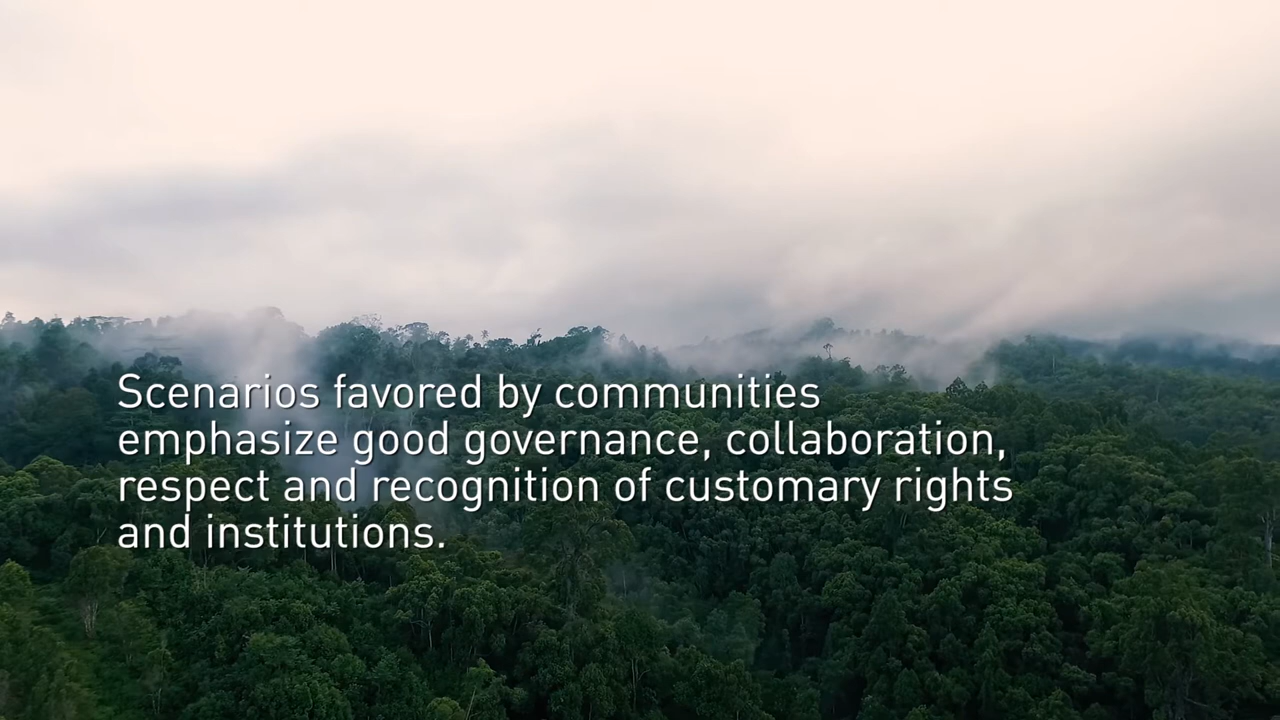 Scenarios favored by communities
emphasize good governance, collaboration,
respect and recognition of customary rights
and institutions.